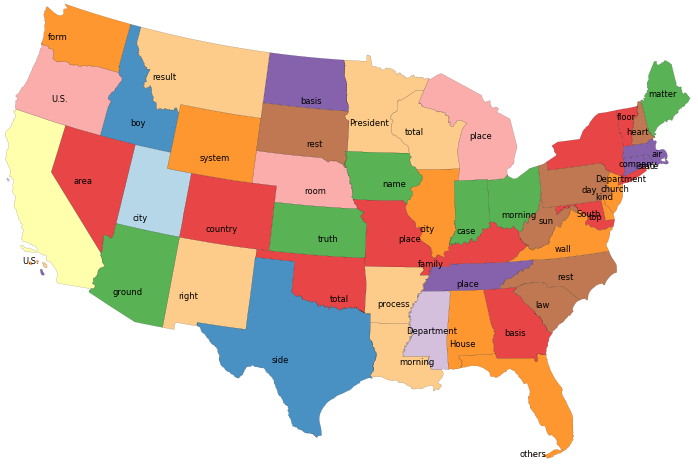 form
result
U.S.
basis
boy
President
total
matter
floor
heart
place
rest
system
air
company
state
area
room
name
Department
day
church
kind
city
country
morning
South
top
truth
place
city
case
sun
wall
U.S.
family
ground
right
total
process
place
rest
law
side
Department
House
basis
morning
others